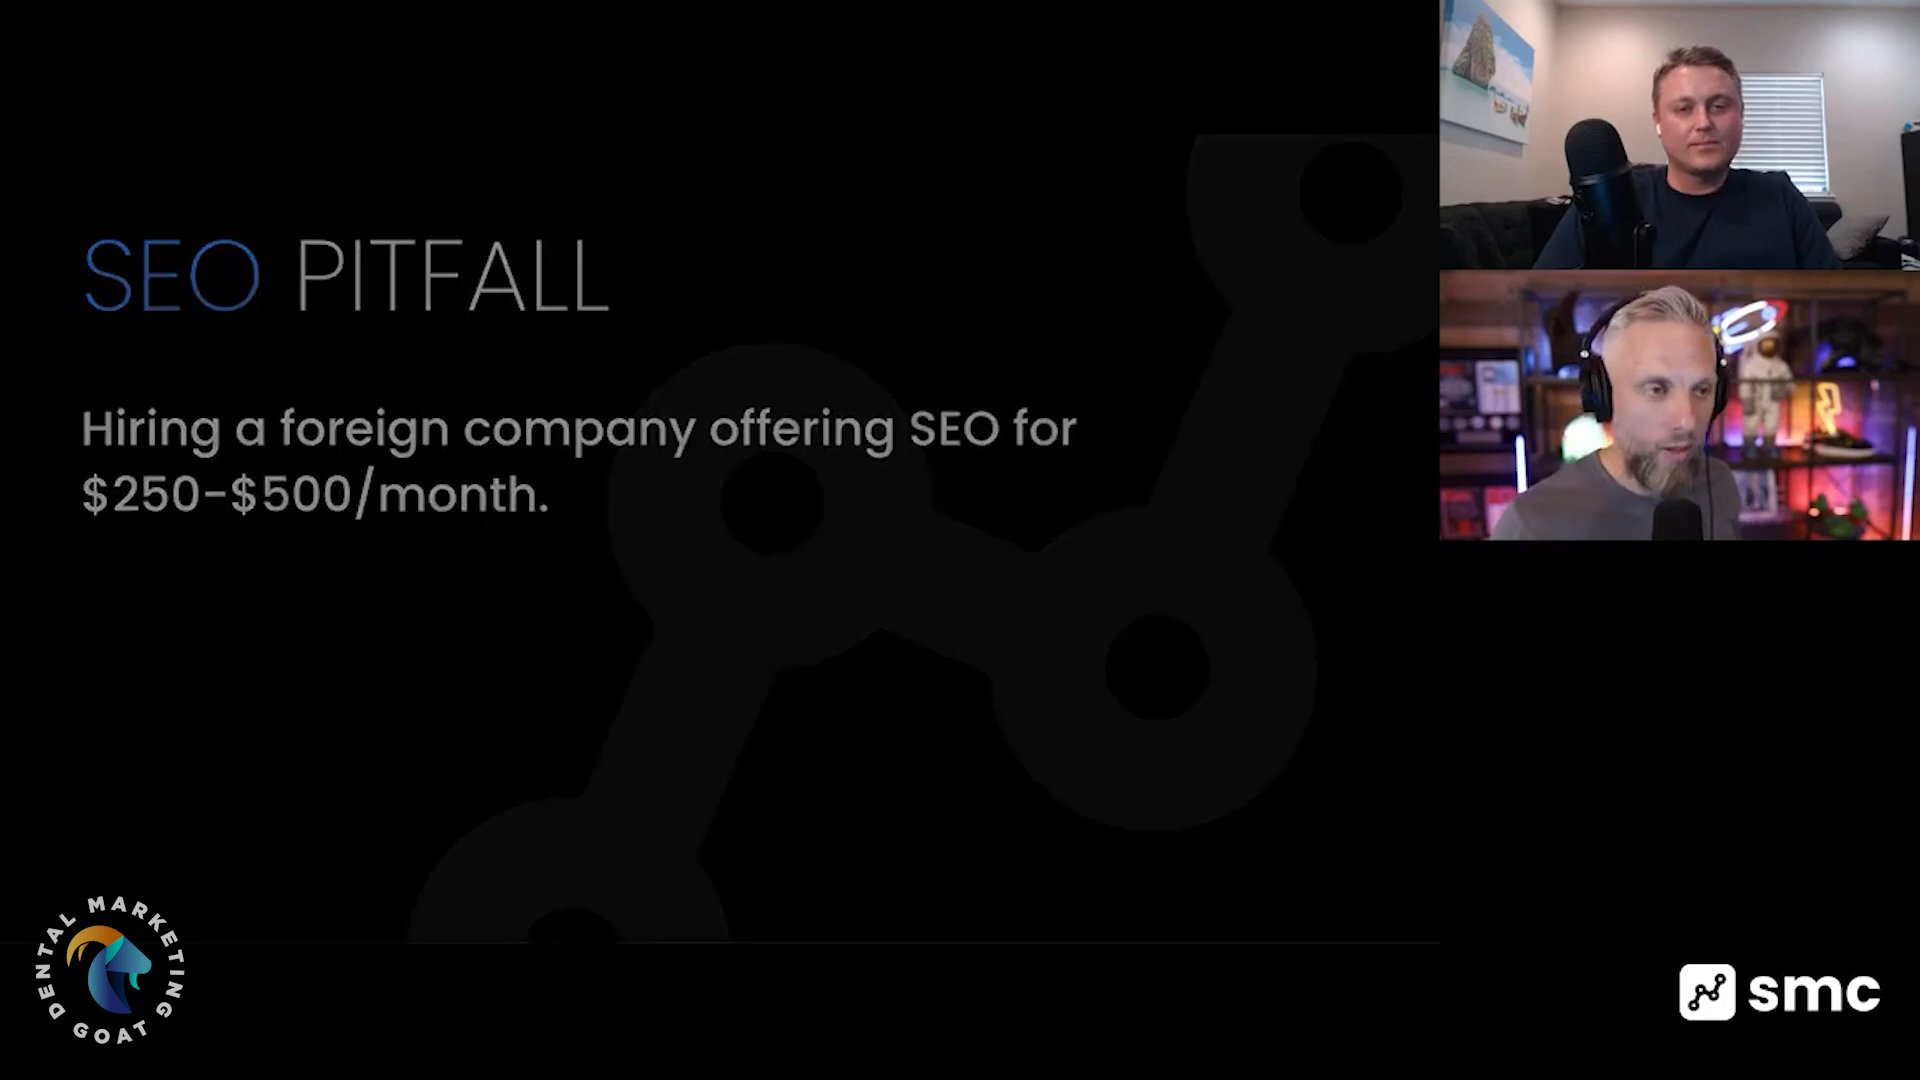 SEO PITFALL
Hiring a foreign company offering SEO for
$250-$500/month.
DENTAL MARKETING
GOAT
smc